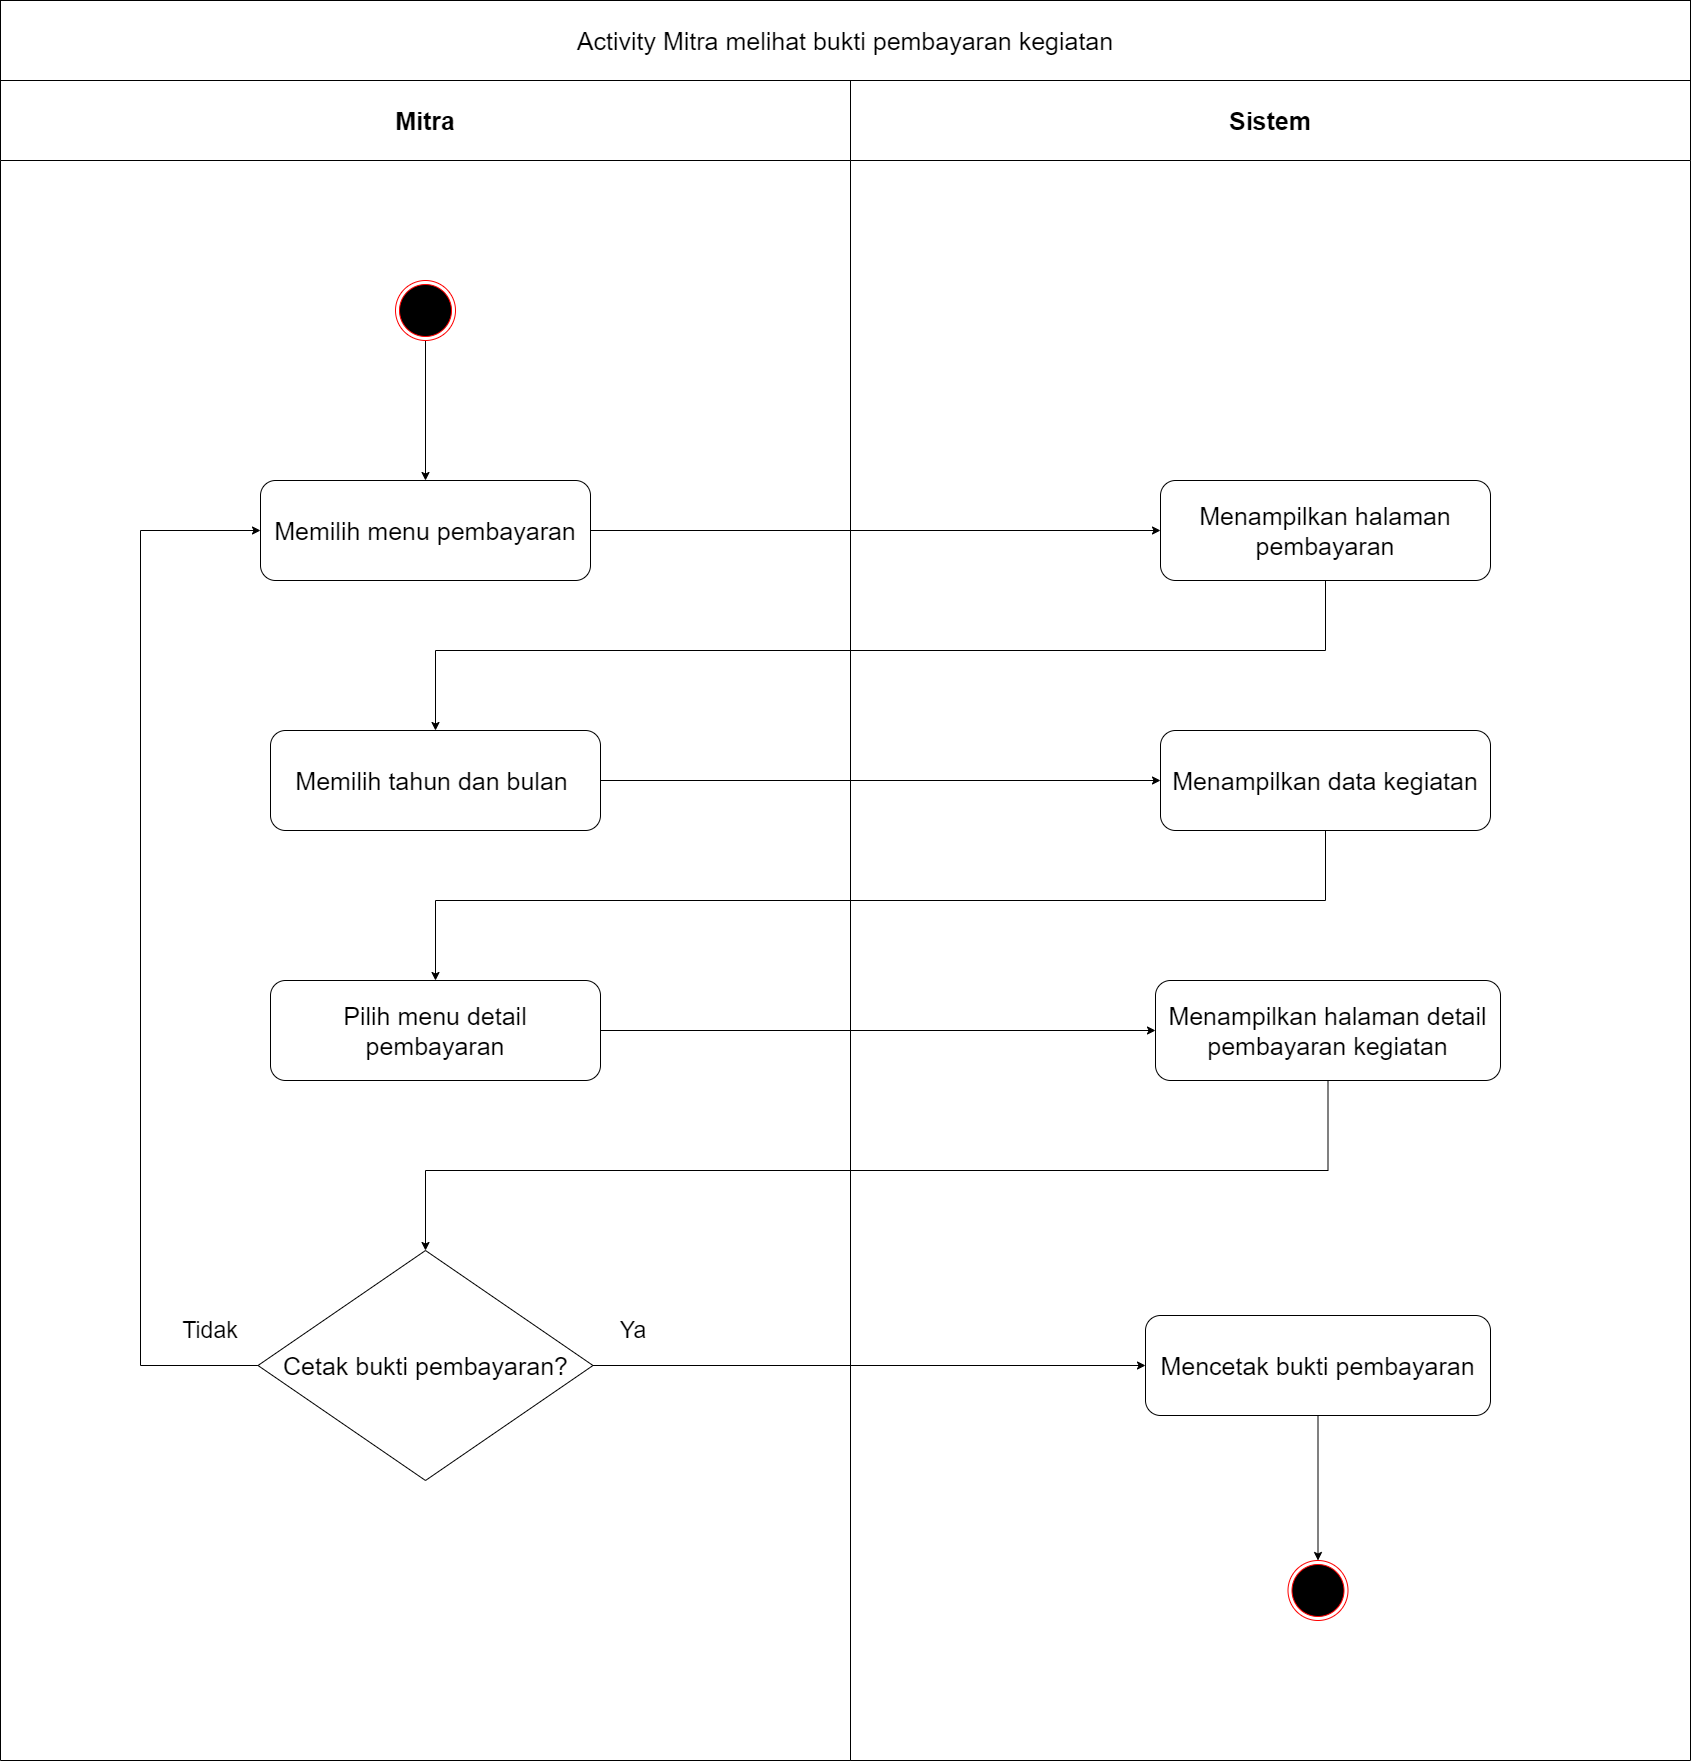 Activity Mitra melihat bukti pembayaran kegiatan
Mitra
Sistem
Memilih menu pembayaran
Menampilkan halaman
pembayaran
Memilih tahun dan bulan
Menampilkan data kegiatan
Pilih menu detail
pembayaran
Menampilkan halaman detail
pembayaran kegiatan
Tidak
Cetak bukti pembayaran?
Ya
Mencetak bukti pembayaran